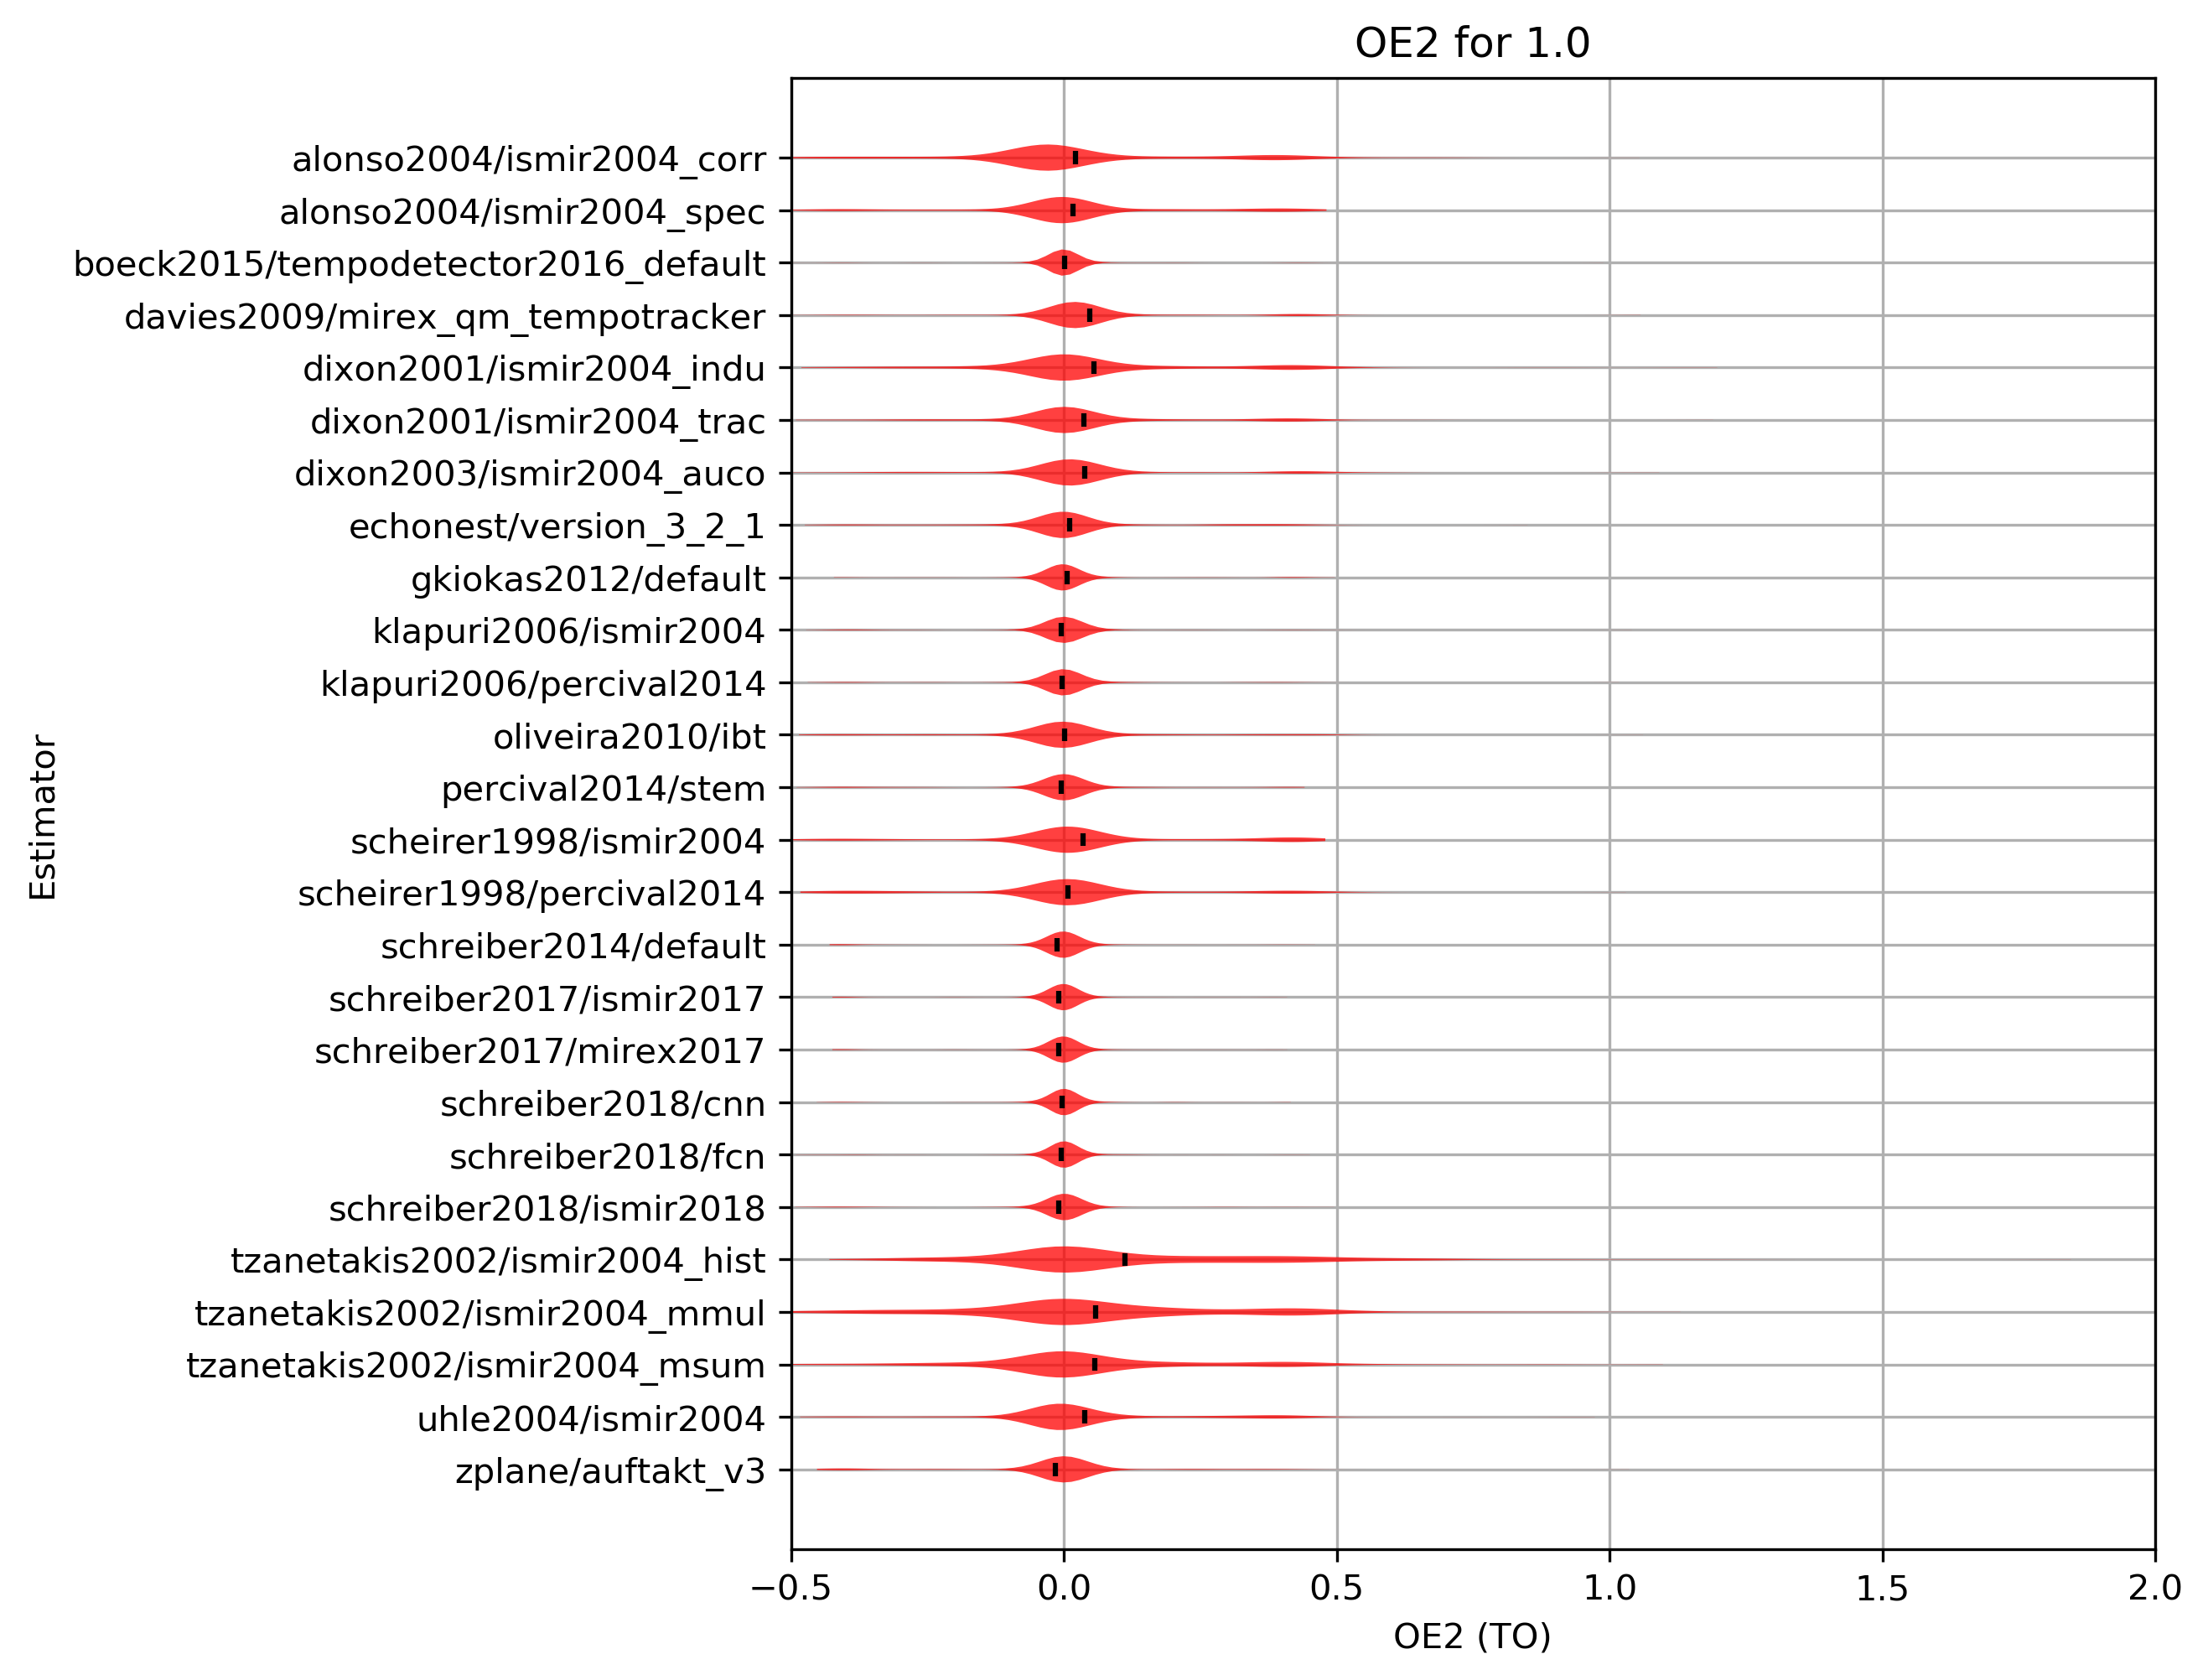 OE2 for 1.0
alonso2004/ismir2004_corr
alonso2004/ismir2004_spec
boeck2015/tempodetector2016_default
davies2009/mirex_qm_tempotracker
dixon2001/ismir2004_indu
dixon2001/ismir2004_trac
dixon2003/ismir2004_auco
echonest/version_3_2_1
gkiokas2012/default
klapuri2006/ismir2004
klapuri2006/percival2014
oliveira2010/ibt
percival2014/stem
scheirer1998/ismir2004
scheirer1998/percival2014
schreiber2014/default
schreiber2017/ismir2017
schreiber2017/mirex2017
schreiber2018/cnn
schreiber2018/fcn
schreiber2018/ismir2018
tzanetakis2002/ismir2004_hist
tzanetakis2002/ismir2004_mmul
tzanetakis2002/ismir2004_msum
uhle2004/ismir2004
zplane/auftakt_v3
Estimator
−0.5 0.0 0.5 1.0 1.5 2.0
OE2 (TO)